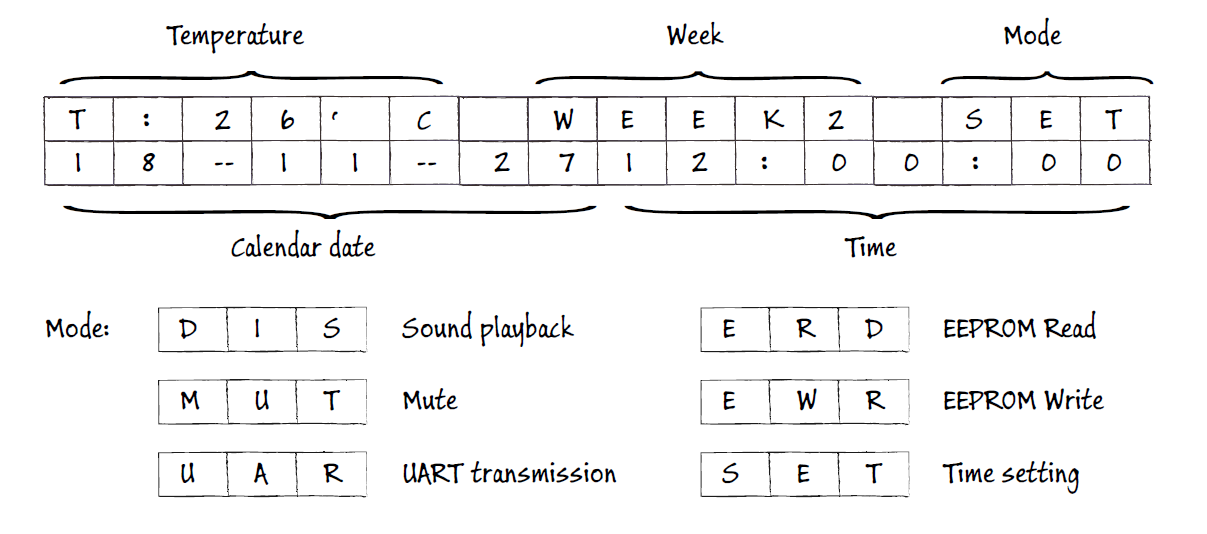 Temperature Week Mode
T : 2 6 ‘ C W E E K 2 S E T
1 8 -- 1 1 -- 2 7 1 2 : 0 0 : 0 0
Calendar date Time
Mode: D I S Sound playback E R D EEPROM Read
M U T Mute E W R EEPROM Write
U A R UART transmission S E T Time setting